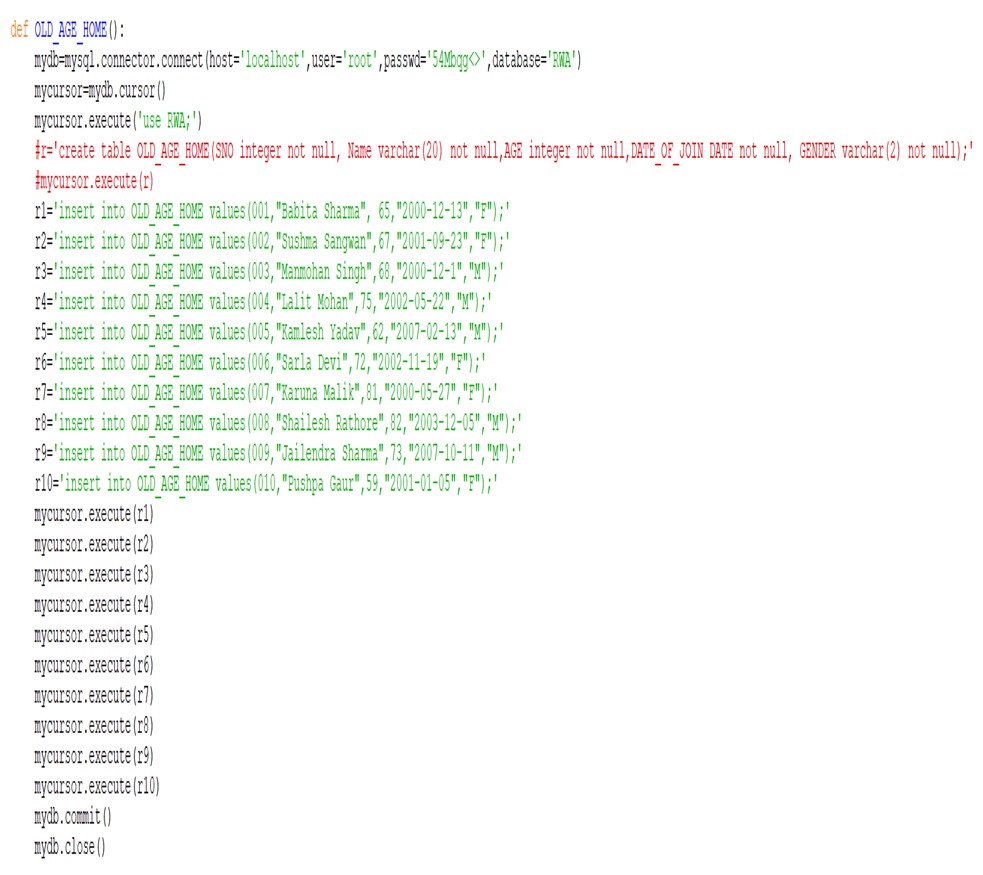 def OLD_AGE_HOME():
    mydb=mysql.connector.connect(host='localhost',user='root',passwd='54Mbqg<>',database='RWA')
    mycursor=mydb.cursor()
    mycursor.execute('use RWA;')
    #r='create table OLD_AGE_HOME(SNO integer not null, Name varchar(20) not null,AGE integer not null,DATE_OF_JOIN DATE not null, GENDER varchar(2) not null);'
    #mycursor.execute(r)
    r1='insert into OLD_AGE_HOME values(001,"Babita Sharma", 65,"2000-12-13","F");'
    r2='insert into OLD_AGE_HOME values(002,"Sushma Sangwan",67,"2001-09-23","F");'
    r3='insert into OLD_AGE_HOME values(003,"Manmohan Singh",68,"2000-12-1","M");'
    r4='insert into OLD_AGE_HOME values(004,"Lalit Mohan",75,"2002-05-22","M");'
    r5='insert into OLD_AGE_HOME values(005,"Kamlesh Yadav",62,"2007-02-13","M");'
    r6='insert into OLD_AGE_HOME values(006,"Sarla Devi",72,"2002-11-19","F");'
    r7='insert into OLD_AGE_HOME values(007,"Karuna Malik",81,"2000-05-27","F");'
    r8='insert into OLD_AGE_HOME values(008,"Shailesh Rathore",82,"2003-12-05","M");'
    r9='insert into OLD_AGE_HOME values(009,"Jailendra Sharma",73,"2007-10-11","M");'
    r10='insert into OLD_AGE_HOME values(010,"Pushpa Gaur",59,"2001-01-05","F");'
    mycursor.execute(r1)
    mycursor.execute(r2)
    mycursor.execute(r3)
    mycursor.execute(r4)
    mycursor.execute(r5)
    mycursor.execute(r6)
    mycursor.execute(r7)
    mycursor.execute(r8)
    mycursor.execute(r9)
    mycursor.execute(r10)
    mydb.commit()
    mydb.close()